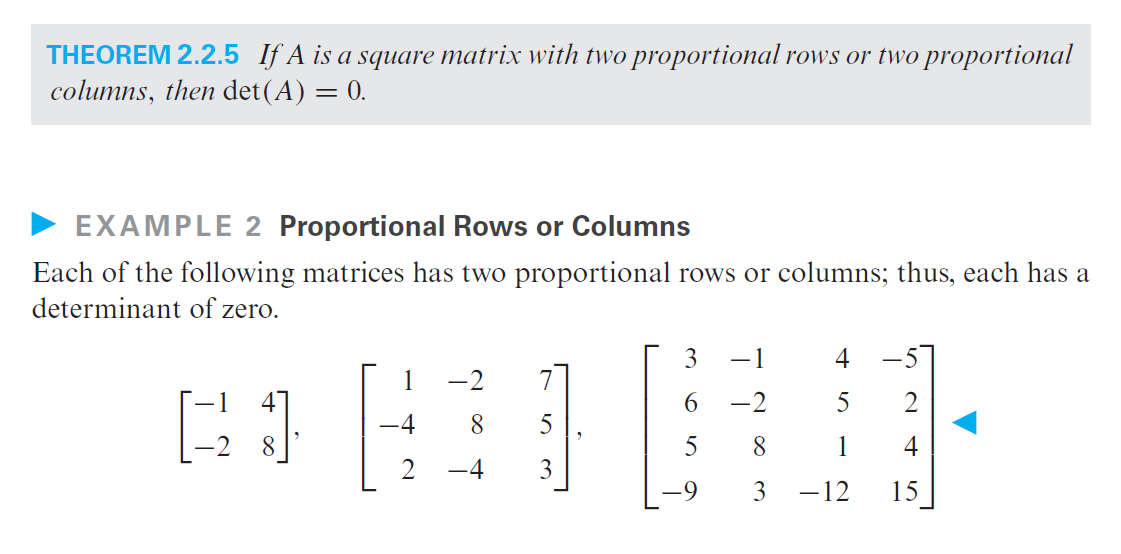 THEOREM 2.2.5 If A is a square matrix with two proportional rows or two proportional
columns, then det(A) = 0.
EXAMPLE 2 Proportional Rows or Columns
Each of the following matrices has two proportional rows or columns; thus, each has a
determinant of zero.
[−1 4]
[−2 8],
[1 −2 7]
[−4 8 5]
[2 −4 3],
[3 −1 4 −5]
[6 −2 5 2]
[5 8 1 4]
[−9 3 −12 15]